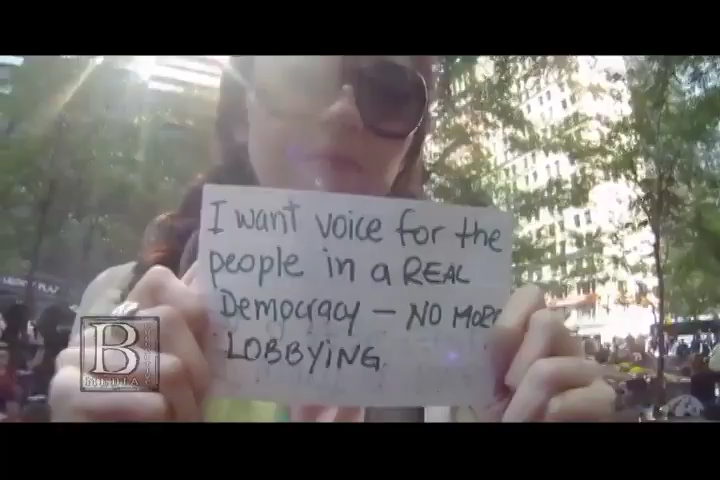 I want voice for the
people in a REAL
Democracy — NO MORE
LOBBYING.
B